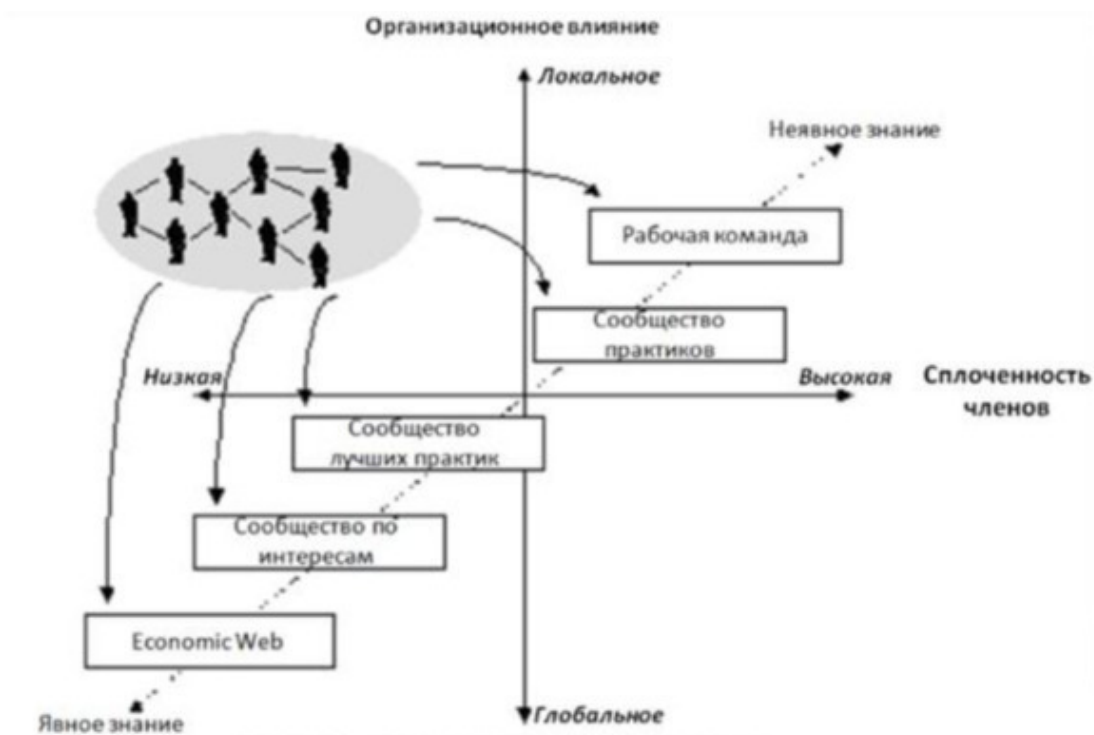 Организационное влияние
Локальное
Неявное знание
Рабочая команда
Сообщество
практиков
Низкая
Высокая
Сплоченность
членов
Сообщество
лучших практик
Сообщество по
интересам
Economic Web
Глобальное
Явное знание